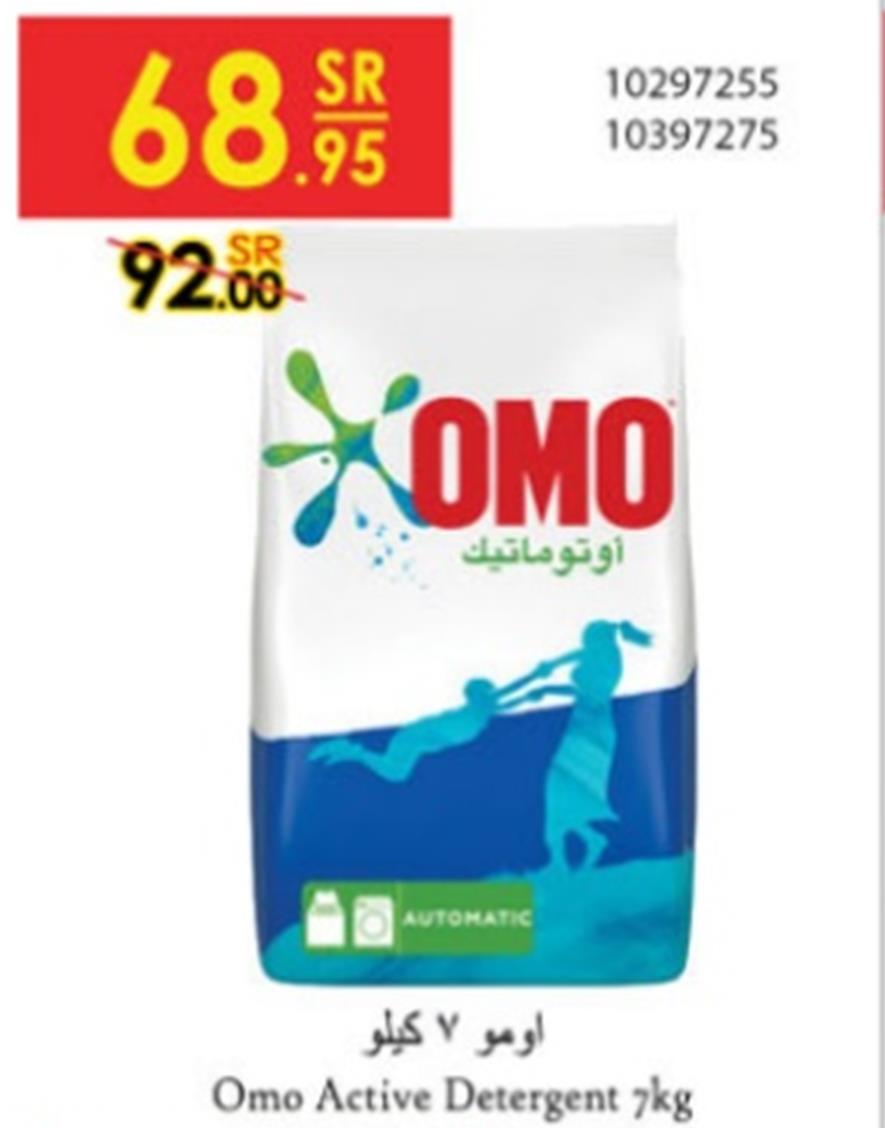 68.95 SR
10297255
10397275
92.00 SR
OMO
أوتوماتيك
AUTOMATIC
اومو ٧ كيلو
Omo Active Detergent 7kg